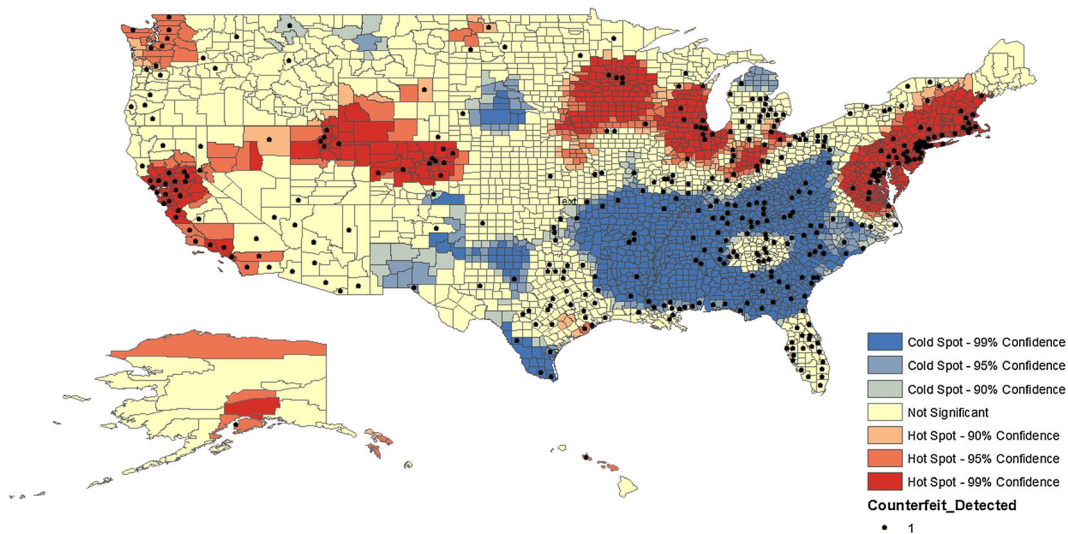 Text
Cold Spot - 99% Confidence
Cold Spot - 95% Confidence
Cold Spot - 90% Confidence
Not Significant
Hot Spot - 90% Confidence
Hot Spot - 95% Confidence
Hot Spot - 99% Confidence
Counterfeit_Detected
1